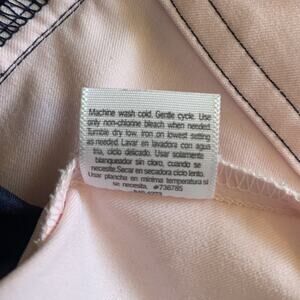 Machine wash cold. Gentle cycle. Use
only non-chlorine bleach when needed.
Tumble dry low. Iron on lowest setting
as needed. Lavar en lavadora con agua
fria, ciclo delicado. Usar solamente
blanqueador sin cloro, cuando se
necesite. Secar en secadora ciclo lento.
Usar plancha en minima temperatura si
se necesita. #736785